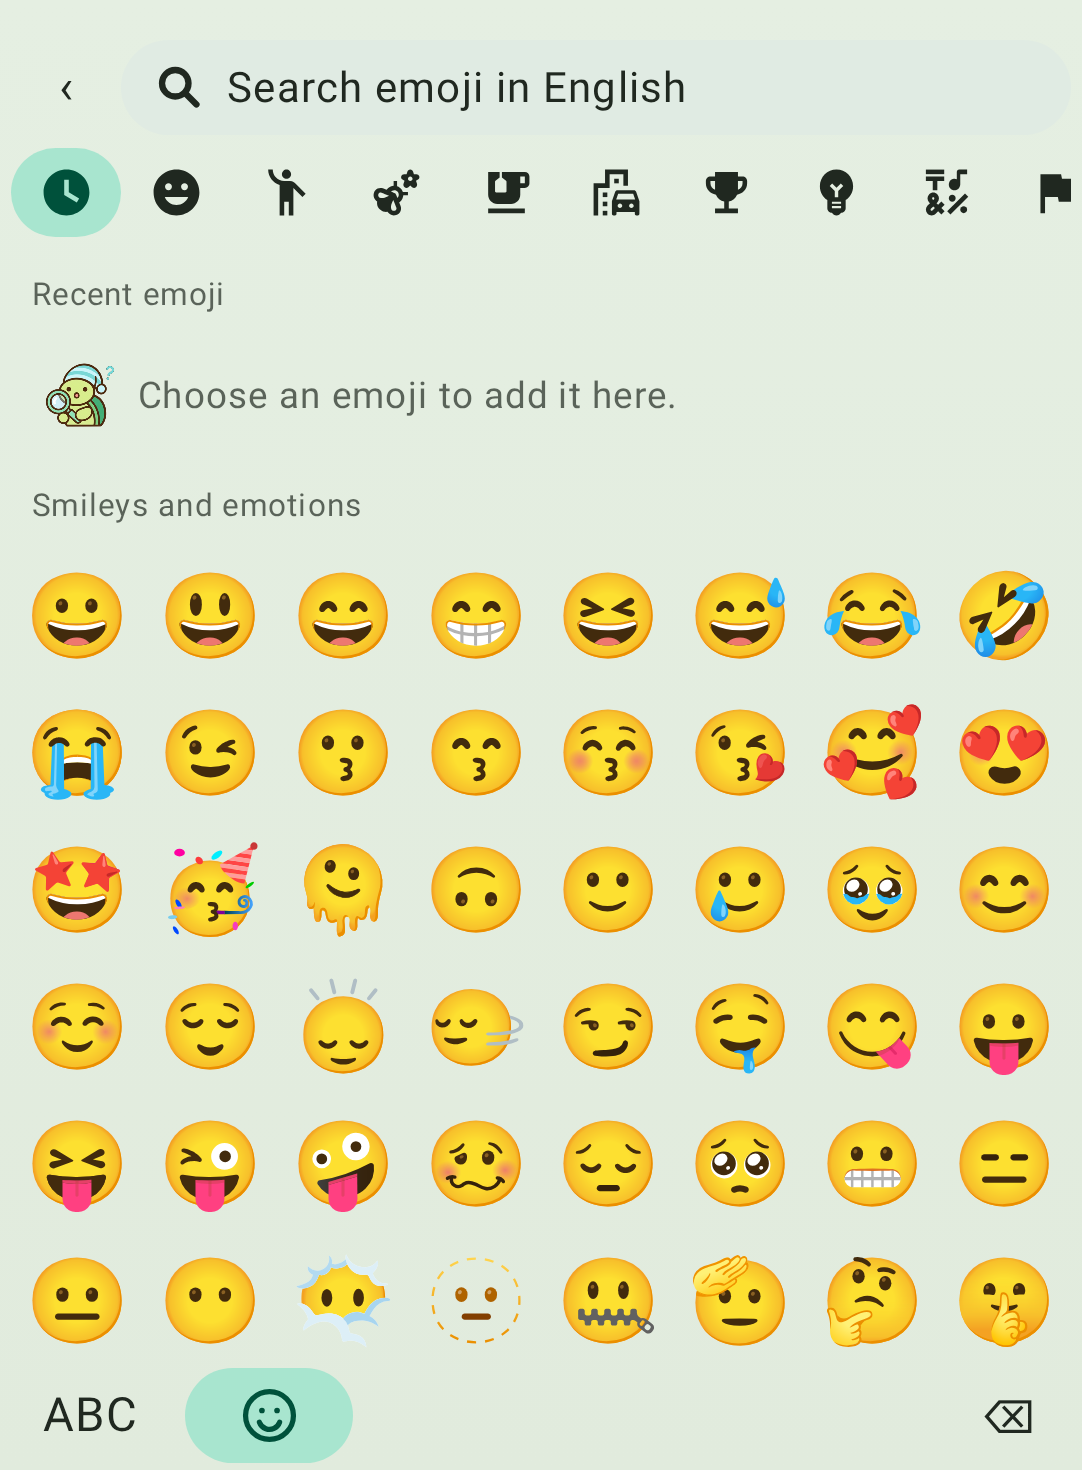 Search emoji in English
Recent emoji
Choose an emoji to add it here.
Smileys and emotions
ABC